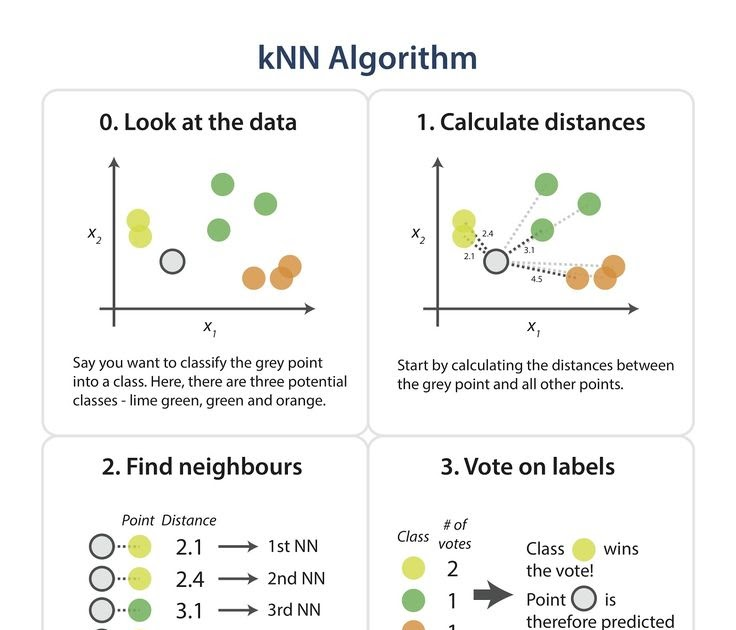 kNN Algorithm
0. Look at the data
x2
x1
Say you want to classify the grey point
into a class. Here, there are three potential
classes - lime green, green and orange.
1. Calculate distances
x2
2.4
2.1
3.1
4.5
x1
Start by calculating the distances between
the grey point and all other points.
2. Find neighbours
Point Distance
2.1 1st NN
2.4 2nd NN
3.1 3rd NN
3. Vote on labels
Class # of
votes
2
1
1
Class wins
the vote!
Point is
therefore predicted